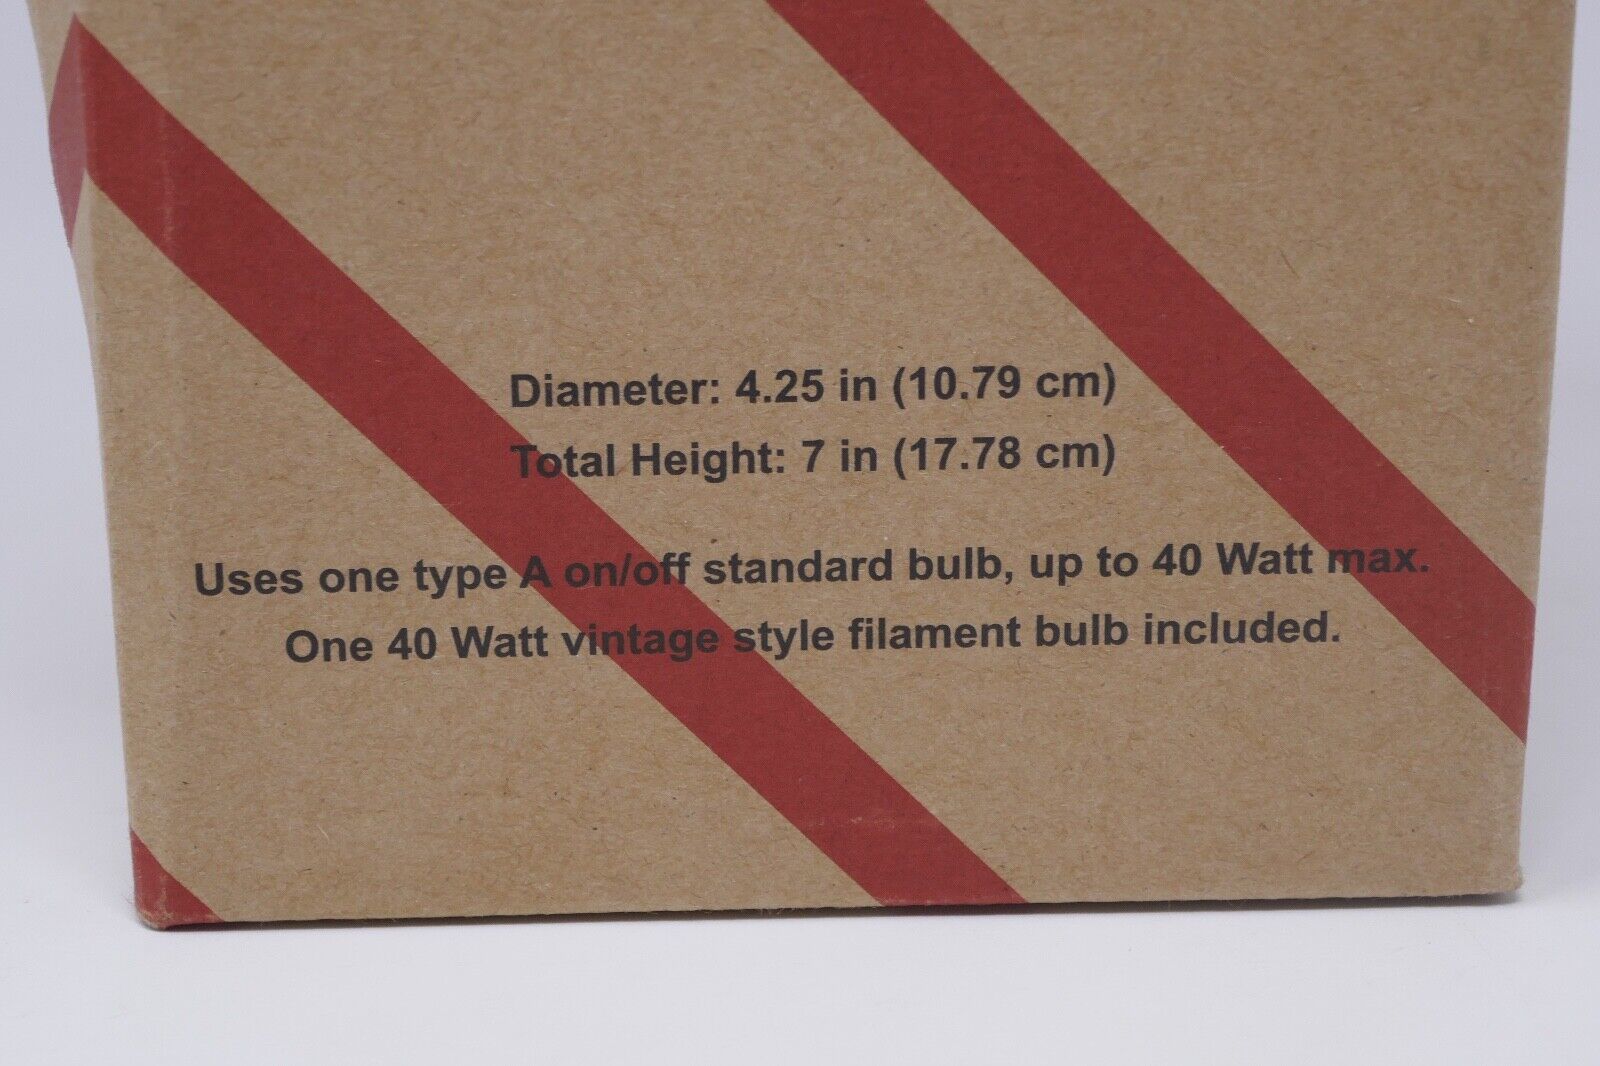 Diameter: 4.25 in (10.79 cm)
Total Height: 7 in (17.78 cm)
Uses one type A on/off standard bulb, up to 40 Watt max.
One 40 Watt vintage style filament bulb included.